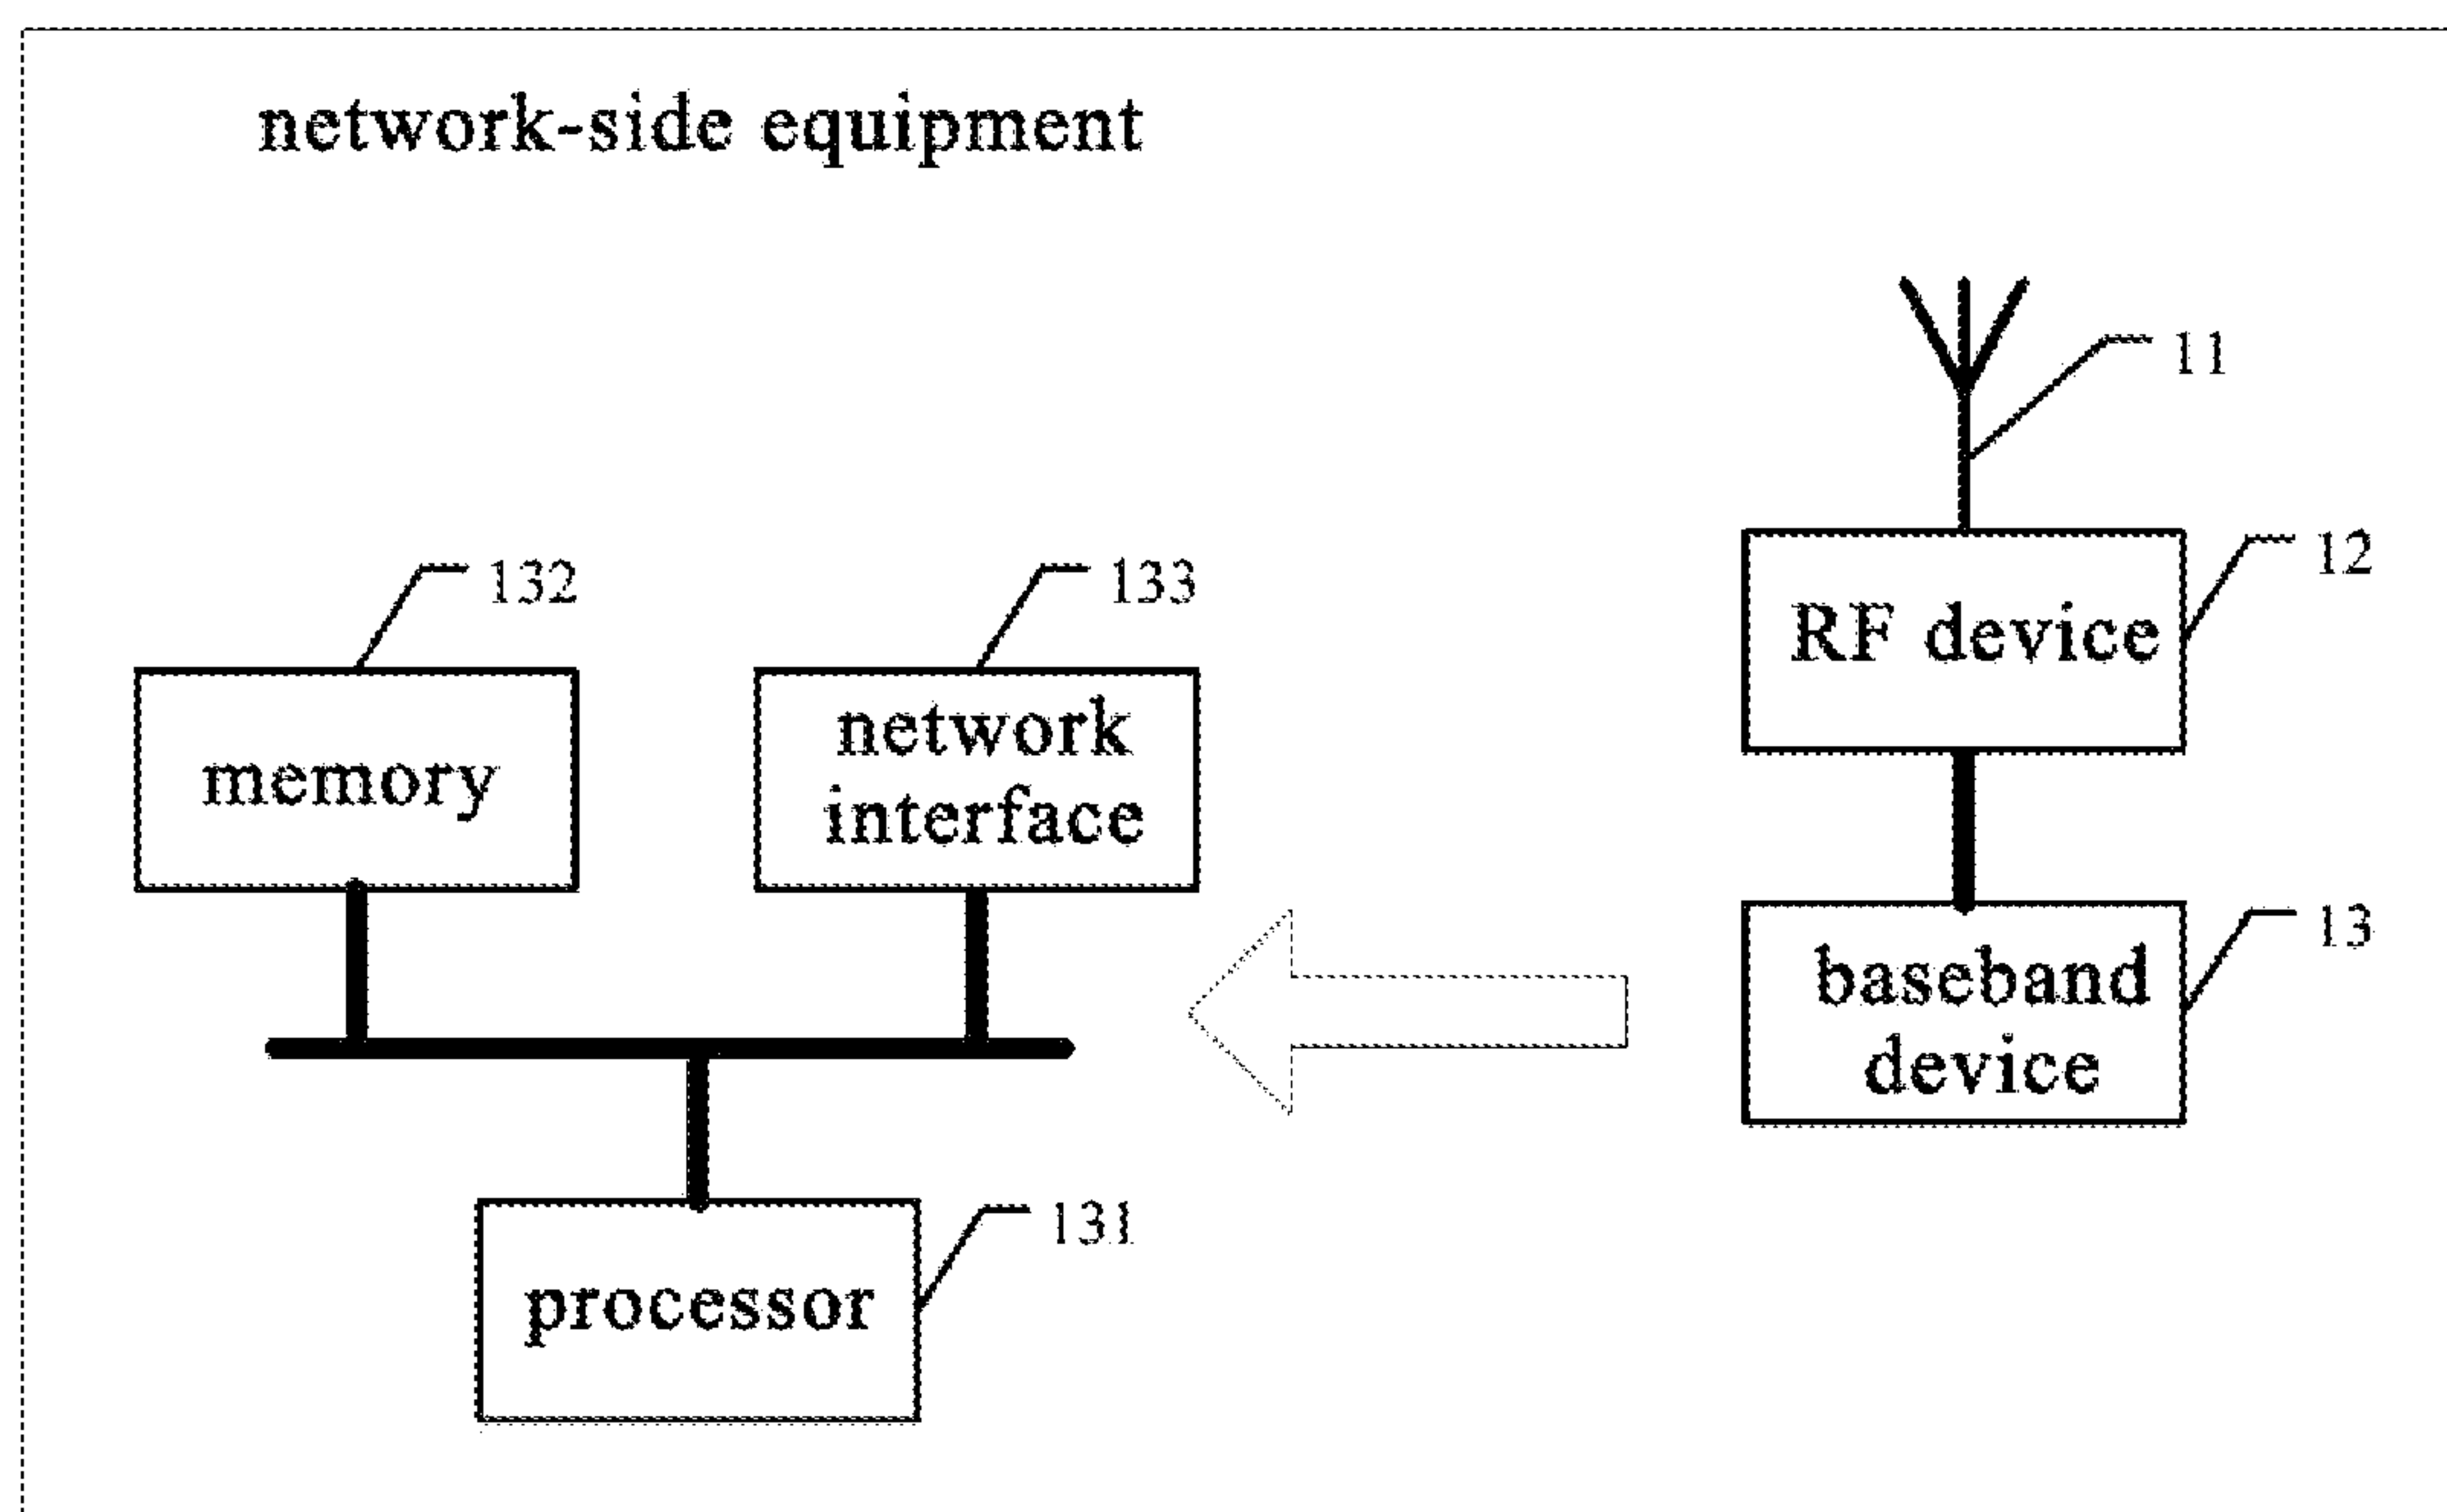 network-side equipment
11
12
RF device
132
133
memory
network
interface
13
baseband
device
131
processor